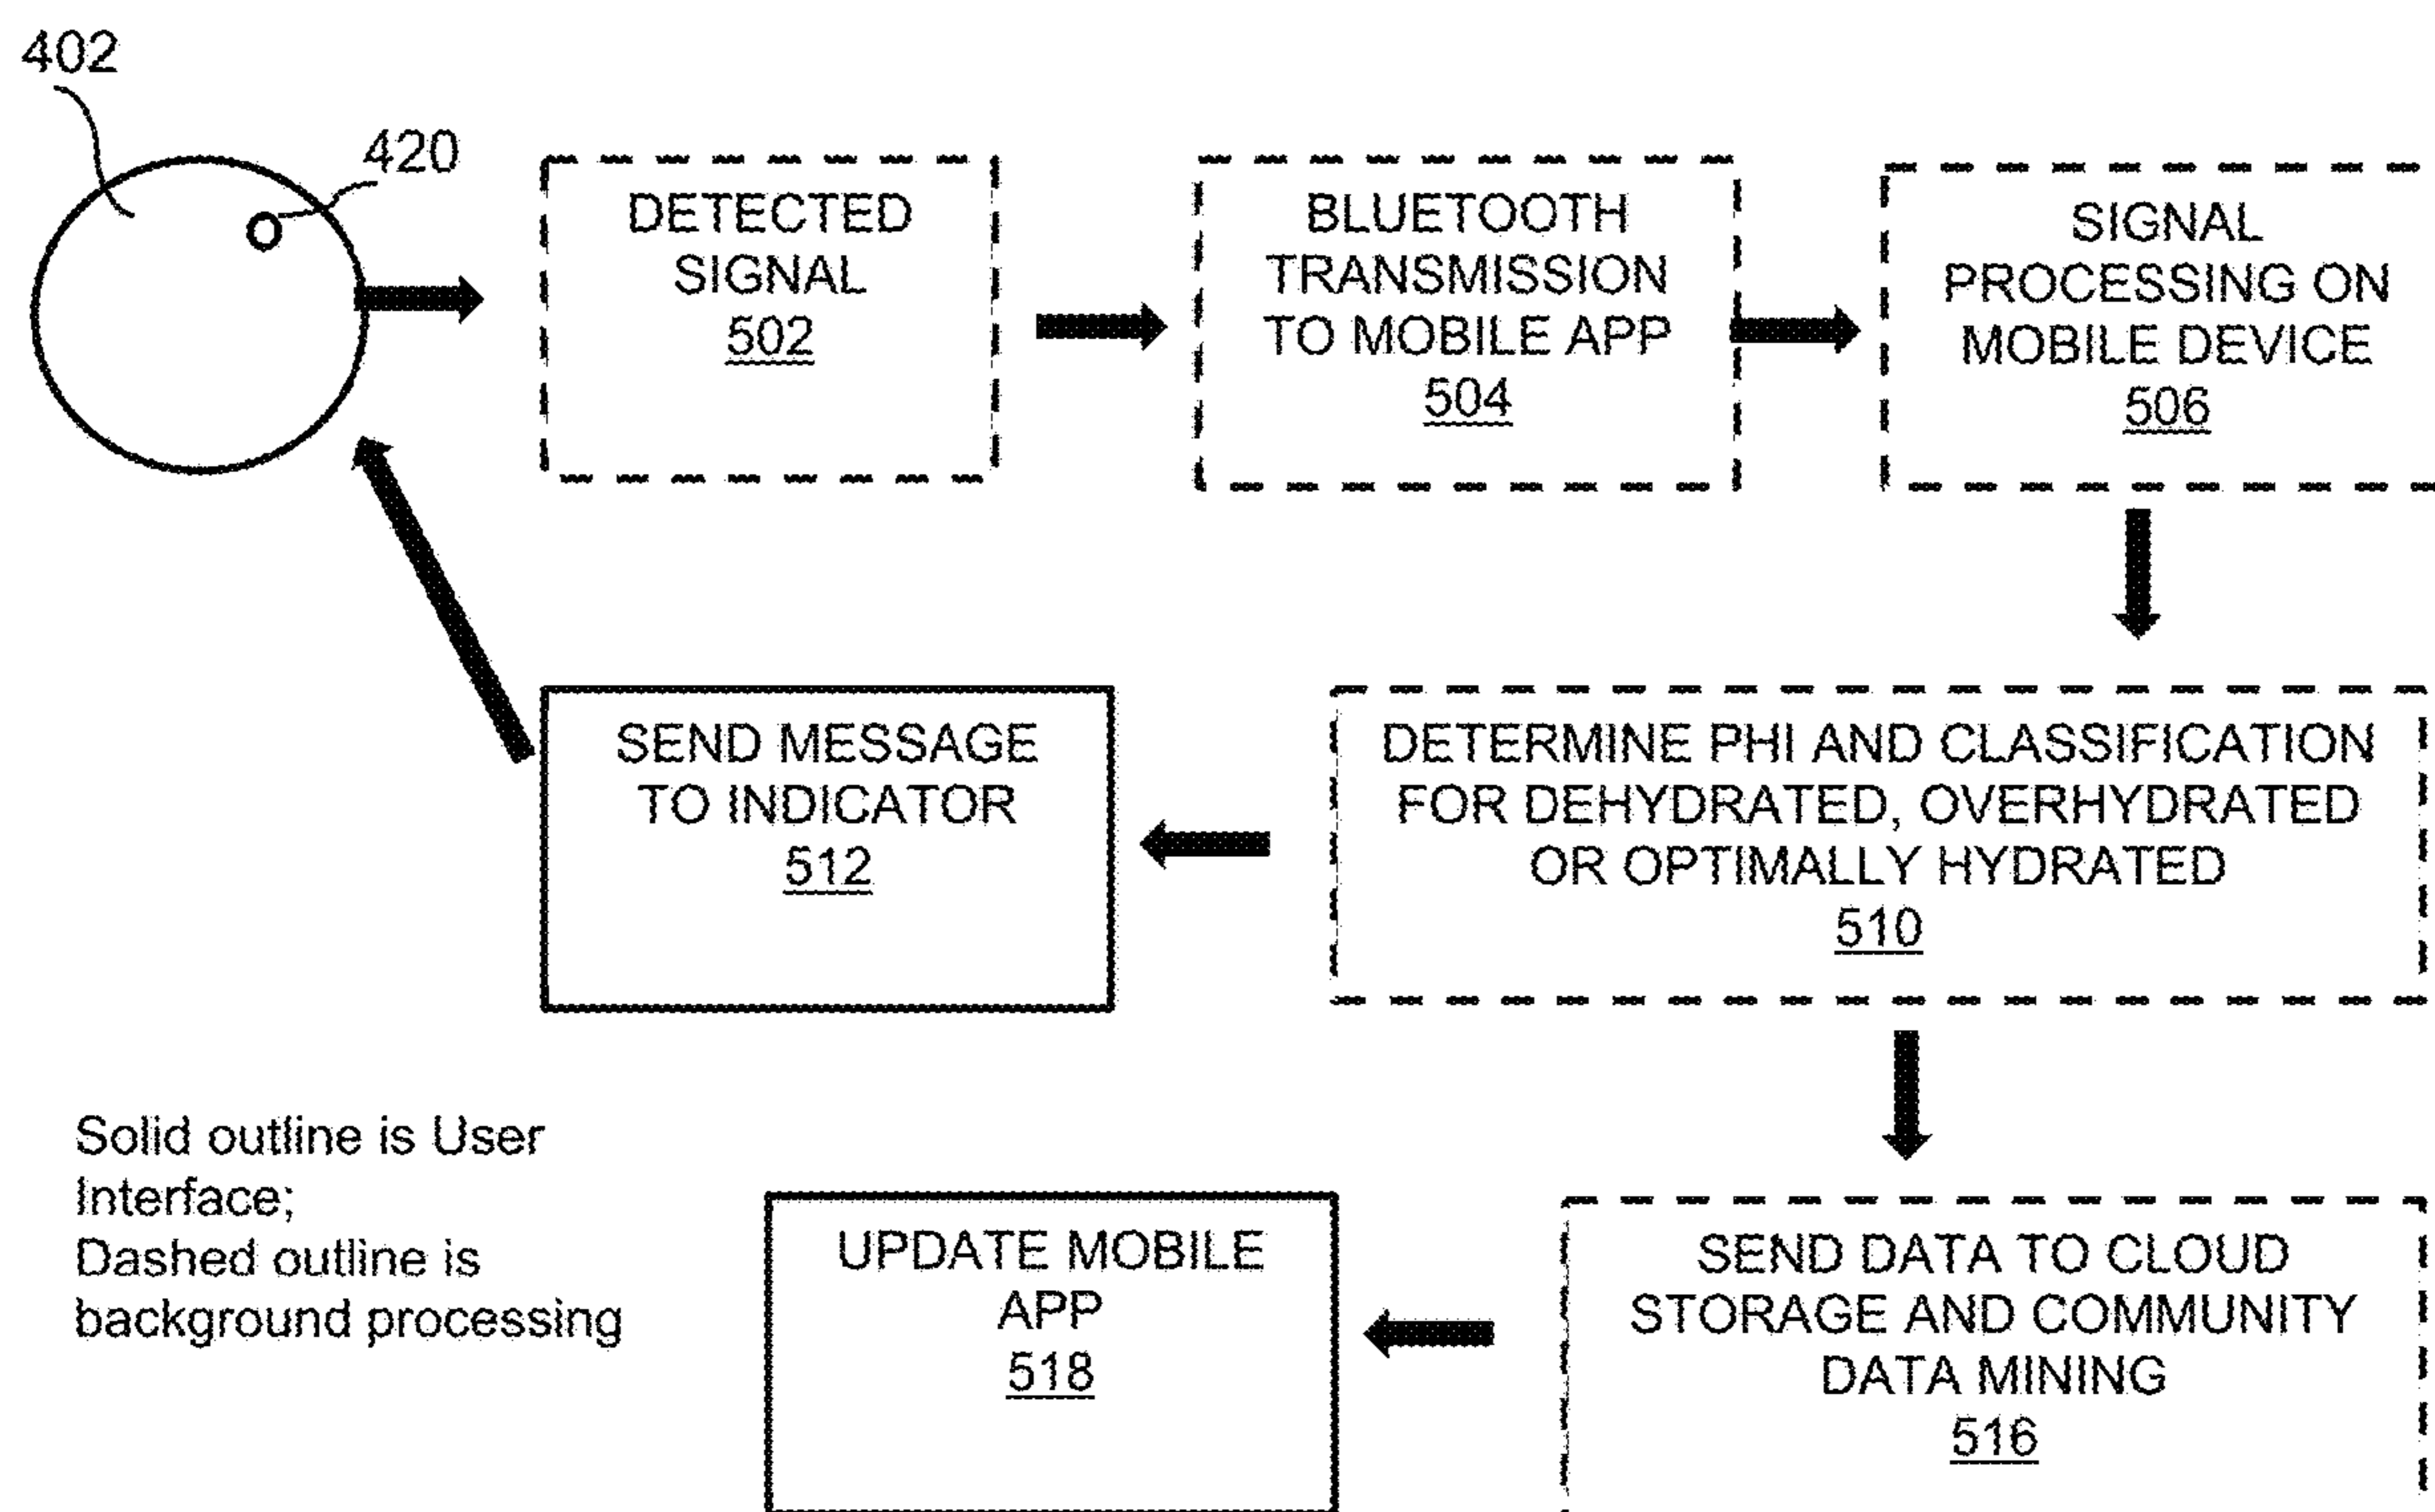 402
420
DETECTED
SIGNAL
502
BLUETOOTH
TRANSMISSION
TO MOBILE APP
504
SIGNAL
PROCESSING ON
MOBILE DEVICE
506
SEND MESSAGE
TO INDICATOR
512
DETERMINE PHI AND CLASSIFICATION
FOR DEHYDRATED, OVERHYDRATED
OR OPTIMALLY HYDRATED
510
Solid outline is User
Interface;
Dashed outline is
background processing
UPDATE MOBILE
APP
518
SEND DATA TO CLOUD
STORAGE AND COMMUNITY
DATA MINING
516